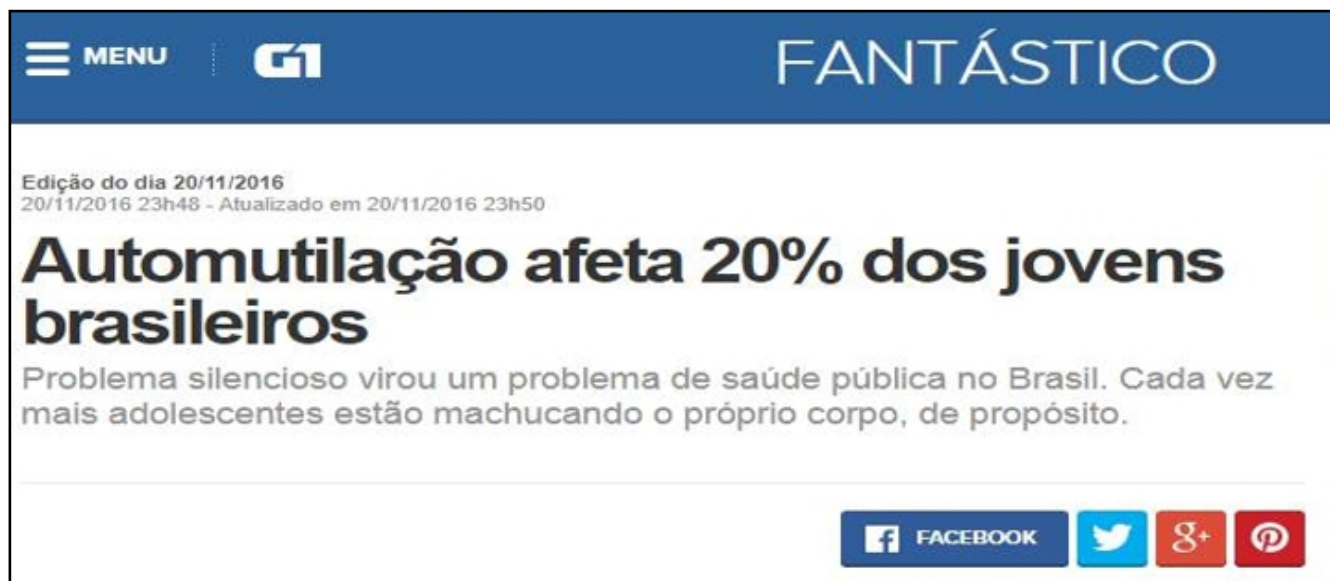 MENU G1 FANTÁSTICO
Edição do dia 20/11/2016
20/11/2016 23h48 - Atualizado em 20/11/2016 23h50
Automutilação afeta 20% dos jovens
brasileiros
Problema silencioso virou um problema de saúde pública no Brasil. Cada vez
mais adolescentes estão machucando o próprio corpo, de propósito.
f FACEBOOK g+